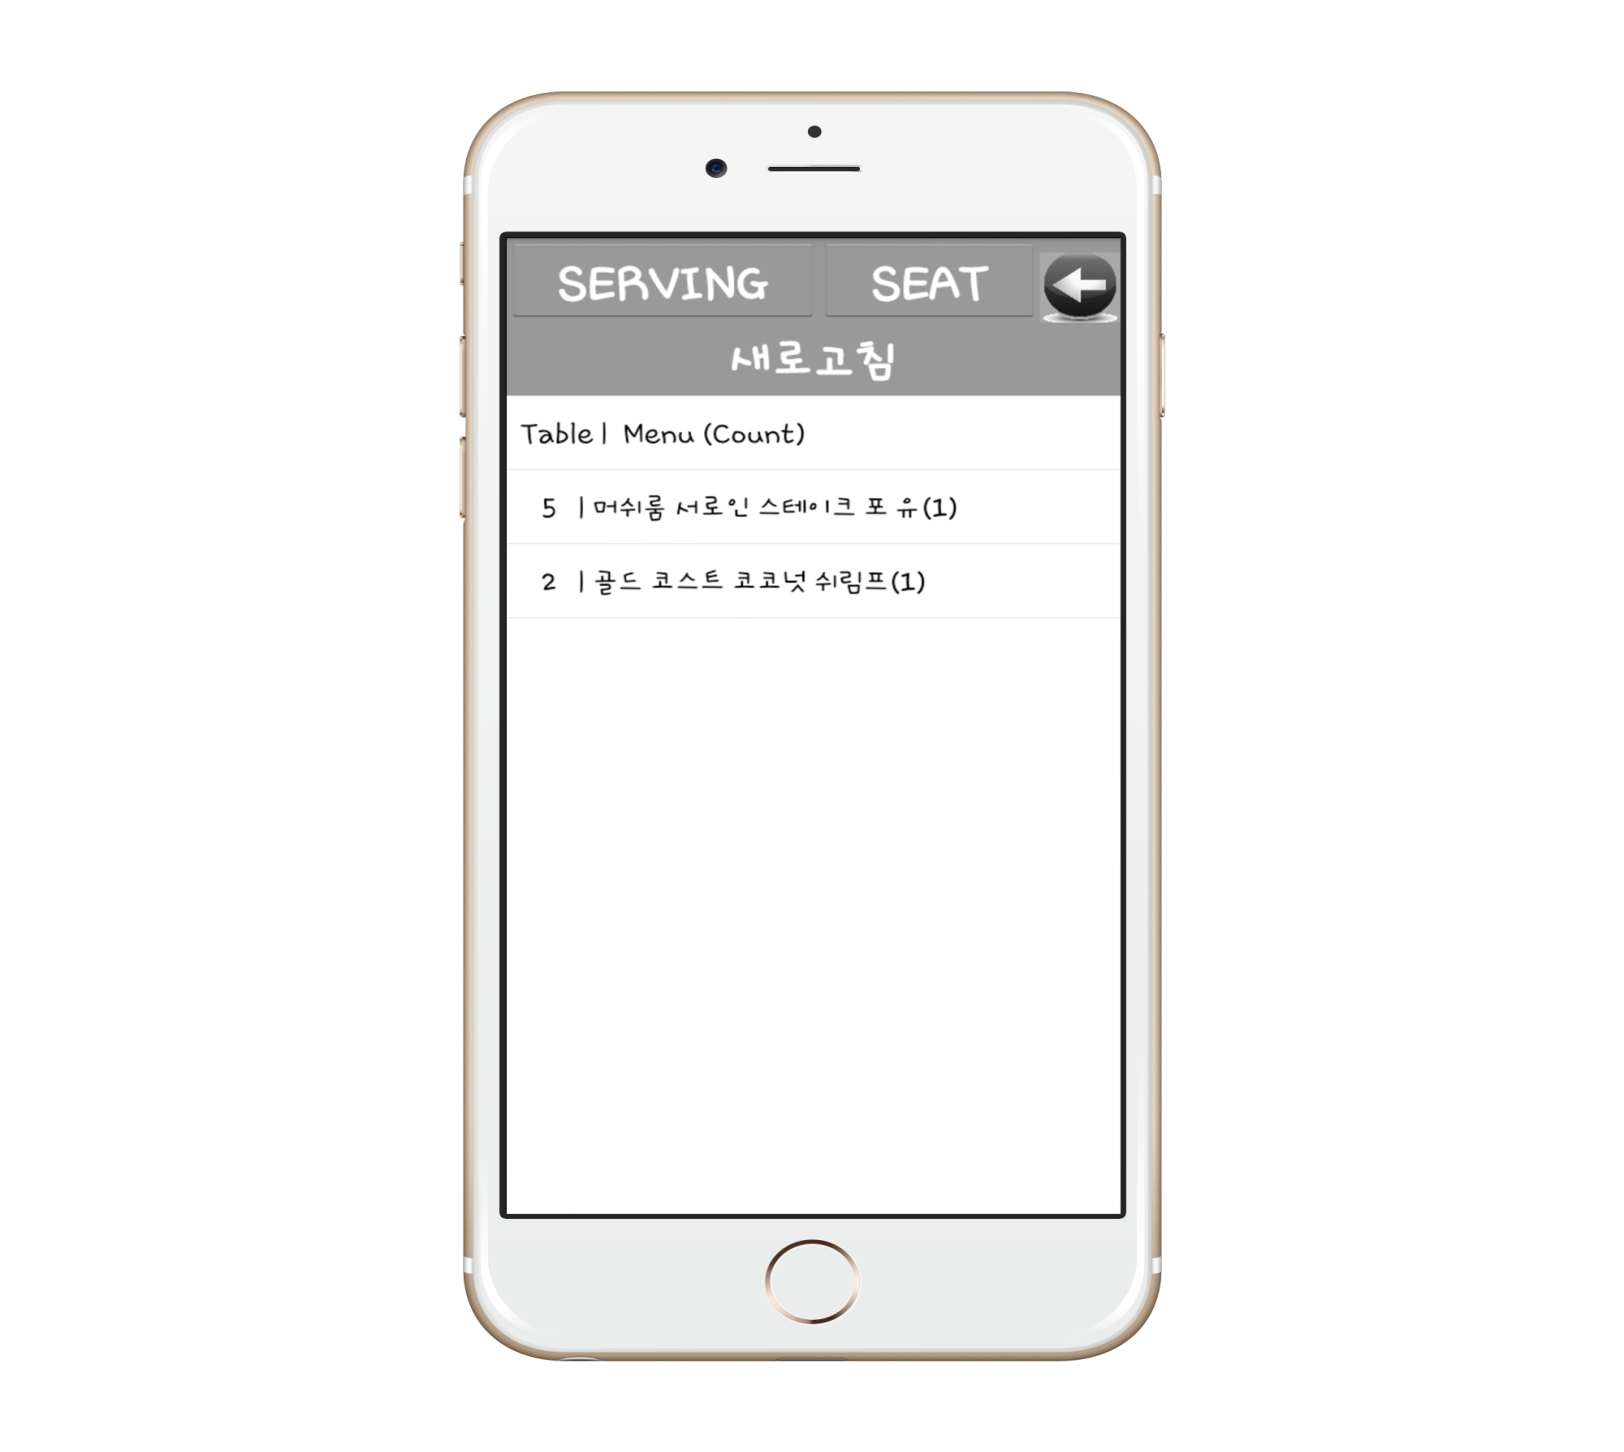 SERVING SEAT
새로고침
Table | Menu (Count)
5 | 머쉬룸 서로인 스테이크 포 유(1)
2 | 골드 코스트 코코넛 쉬림프(1)